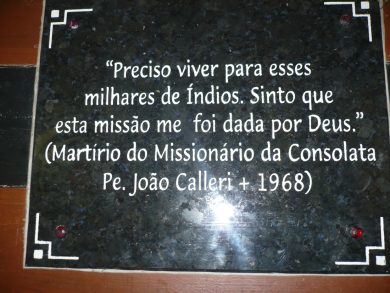 “Preciso viver para esses
milhares de Índios. Sinto que
esta missão me foi dada por Deus.”
(Martírio do Missionário da Consolata
Pe. João Calleri + 1968)